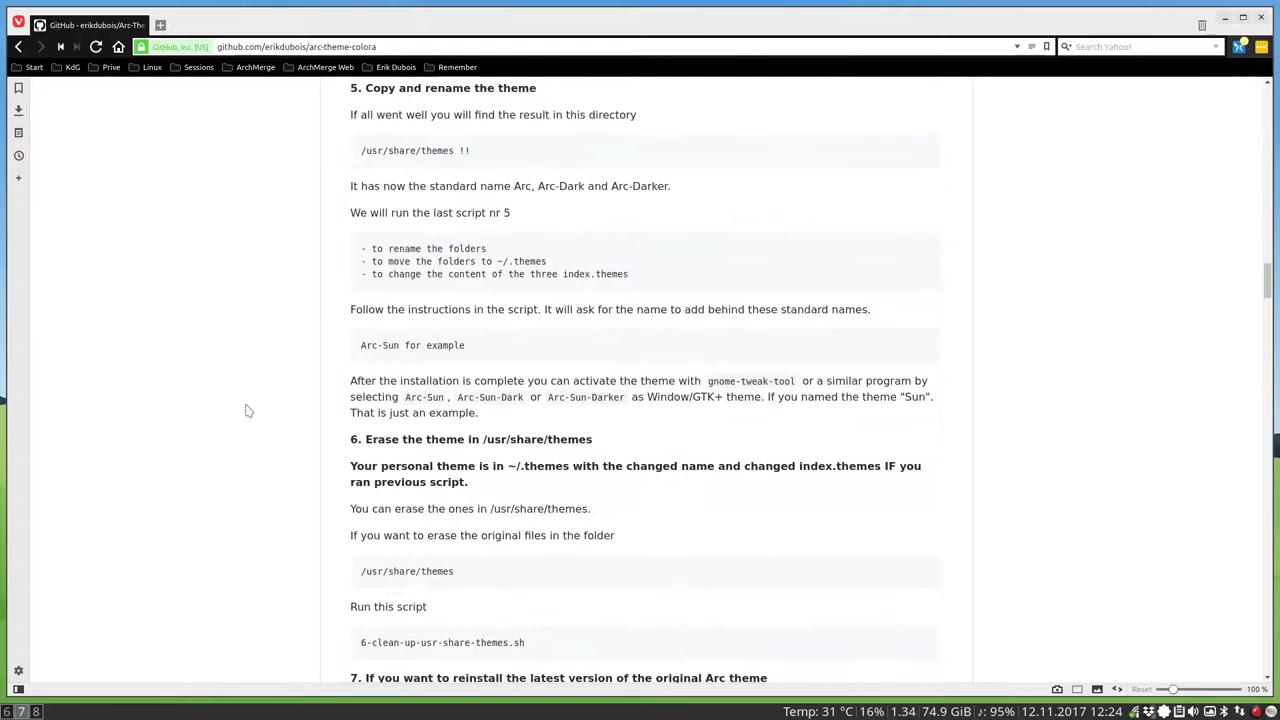 GitHub - erikdubois/Arc-The
GitHub, Inc. [US] github.com/erikdubois/arc-theme-colora Search Yahoo!
Start KdG Prive Linux Sessions ArchMerge ArchMerge Web Erik Dubois Remember
5. Copy and rename the theme
If all went well you will find the result in this directory
/usr/share/themes !!
It has now the standard name Arc, Arc-Dark and Arc-Darker.
We will run the last script nr 5
- to rename the folders
- to move the folders to ~/.themes
- to change the content of the three index.themes
Follow the instructions in the script. It will ask for the name to add behind these standard names.
Arc-Sun for example
After the installation is complete you can activate the theme with gnome-tweak-tool or a similar program by
selecting Arc-Sun, Arc-Sun-Dark or Arc-Sun-Darker as Window/GTK+ theme. If you named the theme "Sun".
That is just an example.
6. Erase the theme in /usr/share/themes
Your personal theme is in ~/.themes with the changed name and changed index.themes IF you
ran previous script.
You can erase the ones in /usr/share/themes.
If you want to erase the original files in the folder
/usr/share/themes
Run this script
6-clean-up-usr-share-themes.sh
7. If you want to reinstall the latest version of the original Arc theme
Reset 100 %
6 7 8 Temp: 31 °C 16% 1.34 74.9 GiB ♪: 95% 12.11.2017 12:24